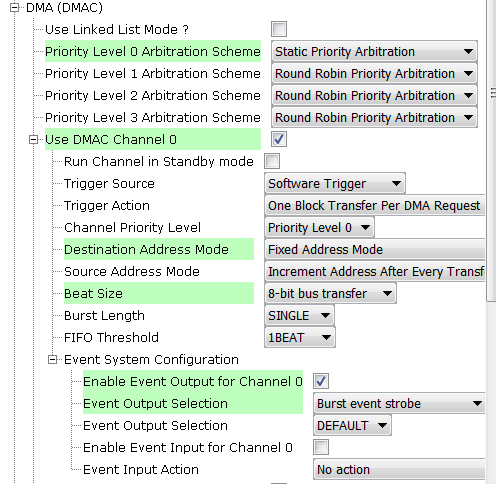 DMA (DMAC)
Use Linked List Mode ?
Priority Level 0 Arbitration Scheme Static Priority Arbitration
Priority Level 1 Arbitration Scheme Round Robin Priority Arbitration
Priority Level 2 Arbitration Scheme Round Robin Priority Arbitration
Priority Level 3 Arbitration Scheme Round Robin Priority Arbitration
Use DMAC Channel 0
Run Channel in Standby mode
Trigger Source Software Trigger
Trigger Action One Block Transfer Per DMA Request
Channel Priority Level Priority Level 0
Destination Address Mode Fixed Address Mode
Source Address Mode Increment Address After Every Transf
Beat Size 8-bit bus transfer
Burst Length SINGLE
FIFO Threshold 1BEAT
Event System Configuration
Enable Event Output for Channel 0
Event Output Selection Burst event strobe
Event Output Selection DEFAULT
Enable Event Input for Channel 0
Event Input Action No action